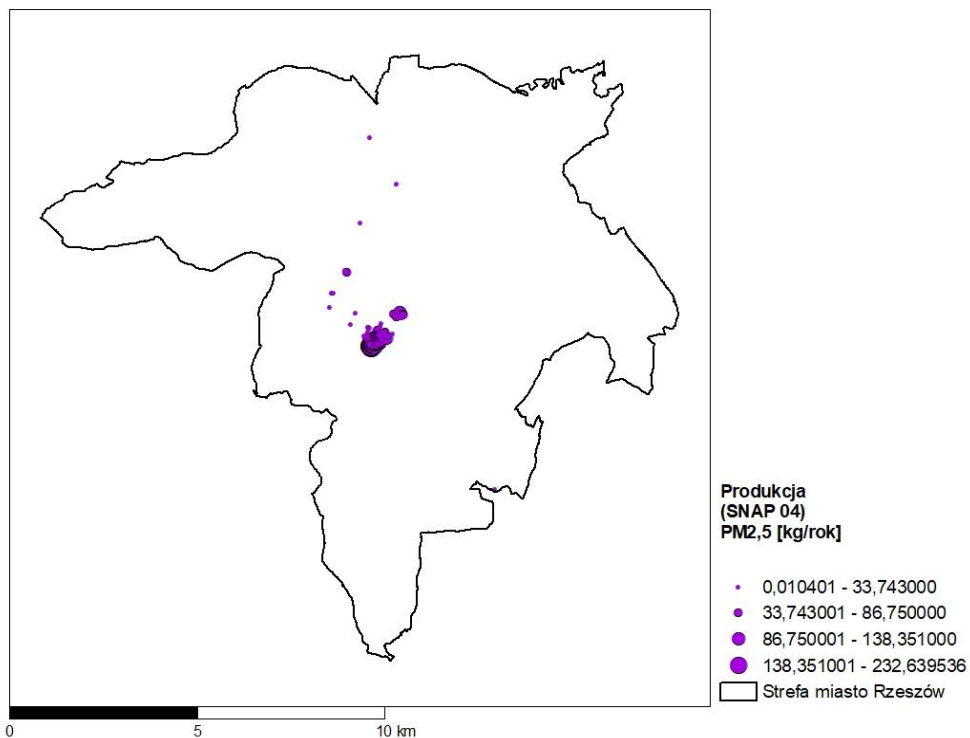 Produkcja
(SNAP 04)
PM2,5 [kg/rok]
0,010401 - 33,743000
33,743001 - 86,750000
86,750001 - 138,351000
138,351001 - 232,639536
Strefa miasto Rzeszów
0 5 10 km